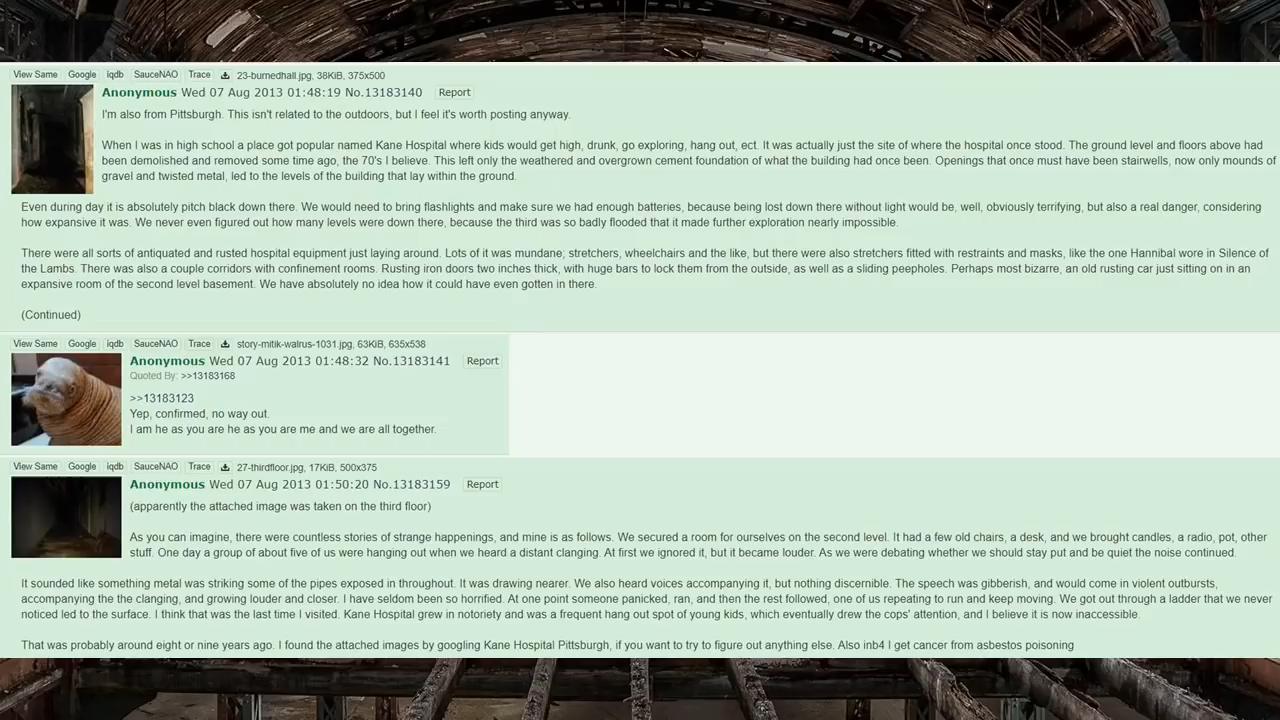 View Same Google iqdb SauceNAO Trace 23-burnedhall.jpg, 38KiB, 375x500
Anonymous Wed 07 Aug 2013 01:48:19 No.13183140 Report
I'm also from Pittsburgh. This isn't related to the outdoors, but I feel it's worth posting anyway.
When I was in high school a place got popular named Kane Hospital where kids would get high, drunk, go exploring, hang out, ect. It was actually just the site of where the hospital once stood. The ground level and floors above had
been demolished and removed some time ago, the 70's I believe. This left only the weathered and overgrown cement foundation of what the building had once been. Openings that once must have been stairwells, now only mounds of
gravel and twisted metal, led to the levels of the building that lay within the ground.
Even during day it is absolutely pitch black down there. We would need to bring flashlights and make sure we had enough batteries, because being lost down there without light would be, well, obviously terrifying, but also a real danger, considering
how expansive it was. We never even figured out how many levels were down there, because the third was so badly flooded that it made further exploration nearly impossible.
There were all sorts of antiquated and rusted hospital equipment just laying around. Lots of it was mundane; stretchers, wheelchairs and the like, but there were also stretchers fitted with restraints and masks, like the one Hannibal wore in Silence of
the Lambs. There was also a couple corridors with confinement rooms. Rusting iron doors two inches thick, with huge bars to lock them from the outside, as well as a sliding peepholes. Perhaps most bizarre, an old rusting car just sitting on in an
expansive room of the second level basement. We have absolutely no idea how it could have even gotten in there.
(Continued)
View Same Google iqdb SauceNAO Trace story-mitik-walrus-1031.jpg, 63KiB, 635x538
Anonymous Wed 07 Aug 2013 01:48:32 No.13183141 Report
Quoted By: >>13183168
>>13183123
Yep, confirmed, no way out.
I am he as you are he as you are me and we are all together.
View Same Google iqdb SauceNAO Trace 27-thirdfloor.jpg, 17KiB, 500x375
Anonymous Wed 07 Aug 2013 01:50:20 No.13183159 Report
(apparently the attached image was taken on the third floor)
As you can imagine, there were countless stories of strange happenings, and mine is as follows. We secured a room for ourselves on the second level. It had a few old chairs, a desk, and we brought candles, a radio, pot, other
stuff. One day a group of about five of us were hanging out when we heard a distant clanging. At first we ignored it, but it became louder. As we were debating whether we should stay put and be quiet the noise continued.
It sounded like something metal was striking some of the pipes exposed in throughout. It was drawing nearer. We also heard voices accompanying it, but nothing discernible. The speech was gibberish, and would come in violent outbursts,
accompanying the the clanging, and growing louder and closer. I have seldom been so horrified. At one point someone panicked, ran, and then the rest followed, one of us repeating to run and keep moving. We got out through a ladder that we never
noticed led to the surface. I think that was the last time I visited. Kane Hospital grew in notoriety and was a frequent hang out spot of young kids, which eventually drew the cops' attention, and I believe it is now inaccessible.
That was probably around eight or nine years ago. I found the attached images by googling Kane Hospital Pittsburgh, if you want to try to figure out anything else. Also inb4 I get cancer from asbestos poisoning